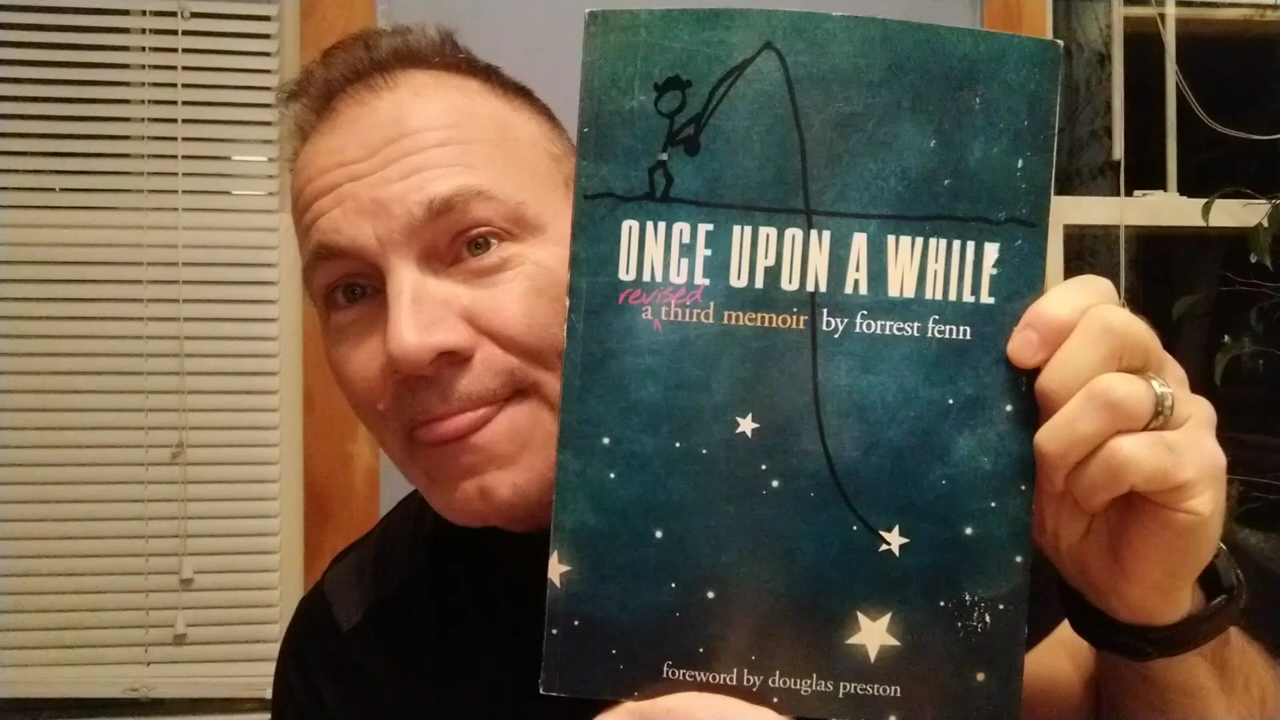 ONCE UPON A WHILE
revised
a third memoir by forrest fenn
foreword by douglas preston